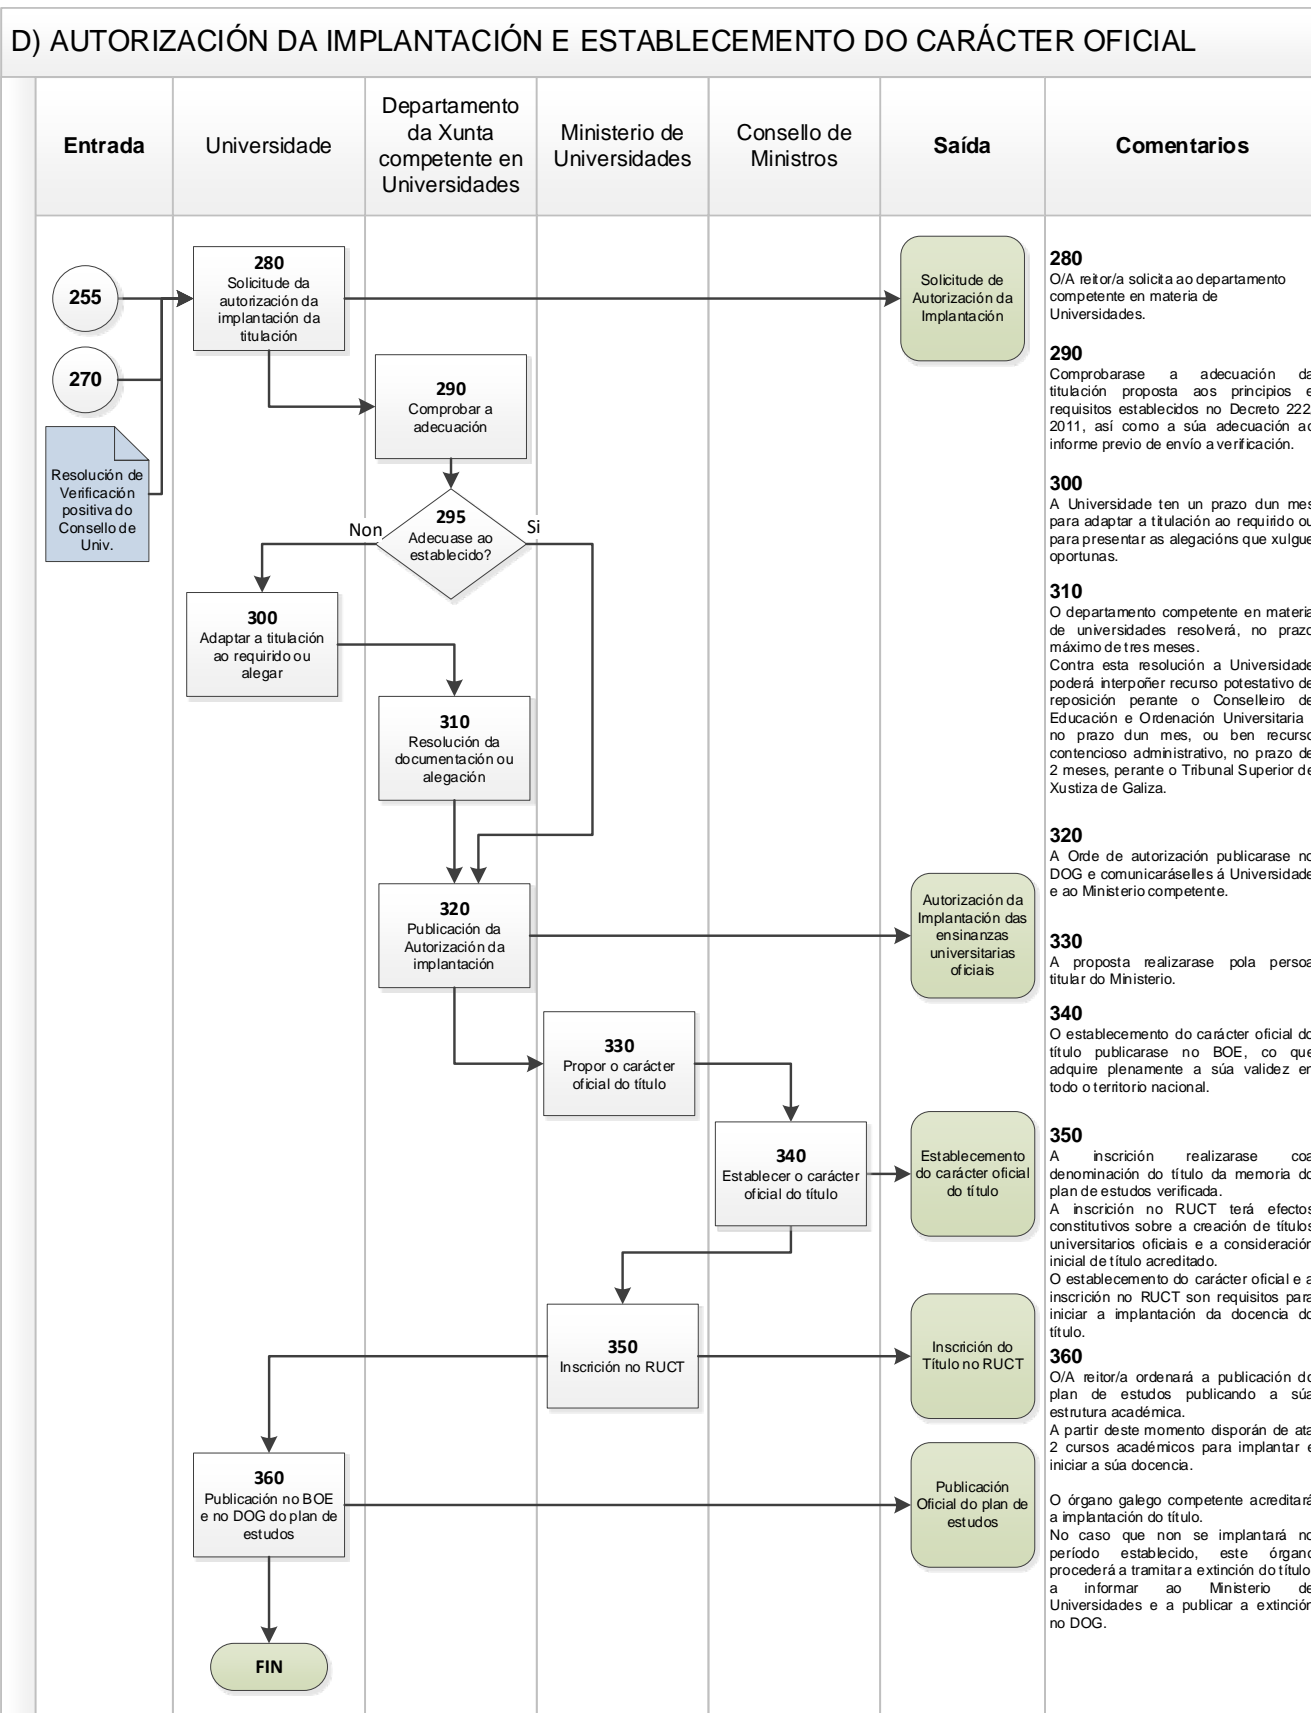 D) AUTORIZACIÓN DA IMPLANTACIÓN E ESTABLECEMENTO DO CARÁCTER OFICIAL
Entrada
Universidade
Departamento
da Xunta
competente en
Universidades
Ministerio de
Universidades
Consello de
Ministros
Saída
Comentarios
255
270
Resolución de
Verificación
positiva do
Consello de
Univ.
280
Solicitude da
autorización da
implantación da
titulación
290
Comprobar a
adecuación
295
Adecuase ao
establecido?
Non
Si
300
Adaptar a titulación
ao requirido ou
alegar
310
Resolución da
documentación ou
alegación
320
Publicación da
Autorización da
implantación
330
Propor o carácter
oficial do título
340
Establecer o carácter
oficial do título
350
Inscrición no RUCT
360
Publicación no BOE
e no DOG do plan de
estudos
FIN
Solicitude de
Autorización da
Implantación
Autorización da
Implantación das
ensinanzas
universitarias
oficiais
Establecemento
do carácter oficial
do título
Inscrición do
Título no RUCT
Publicación
Oficial do plan de
estudos
280
O/A reitor/a solicita ao departamento
competente en materia de
Universidades.
290
Comprobarase a adecuación da
titulación proposta aos principios e
requisitos establecidos no Decreto 222
2011, así como a súa adecuación ao
informe previo de envío a verificación.
300
A Universidade ten un prazo dun mes
para adaptar a titulación ao requirido ou
para presentar as alegacións que xulgue
oportunas.
310
O departamento competente en materia
de universidades resolverá, no prazo
máximo de tres meses.
Contra esta resolución a Universidade
poderá interpoñer recurso potestativo de
reposición perante o Conselleiro de
Educación e Ordenación Universitaria
no prazo dun mes, ou ben recurso
contencioso administrativo, no prazo de
2 meses, perante o Tribunal Superior de
Xustiza de Galiza.
320
A Orde de autorización publicarase no
DOG e comunicaráselles á Universidade
e ao Ministerio competente.
330
A proposta realizarase pola persoa
titular do Ministerio.
340
O establecemento do carácter oficial do
título publicarase no BOE, co que
adquire plenamente a súa validez en
todo o territorio nacional.
350
A inscrición realizarase coa
denominación do título da memoria do
plan de estudos verificada.
A inscrición no RUCT terá efectos
constitutivos sobre a creación de títulos
universitarios oficiais e a consideración
inicial de título acreditado.
O establecemento do carácter oficial e a
inscrición no RUCT son requisitos para
iniciar a implantación da docencia do
título.
360
O/A reitor/a ordenará a publicación do
plan de estudos publicando a súa
estrutura académica.
A partir deste momento disporán de ata
2 cursos académicos para implantar e
iniciar a súa docencia.
O órgano galego competente acreditará
a implantación do título.
No caso que non se implantará no
período establecido, este órgano
procederá a tramitar a extinción do título
a informar ao Ministerio de
Universidades e a publicar a extinción
no DOG.